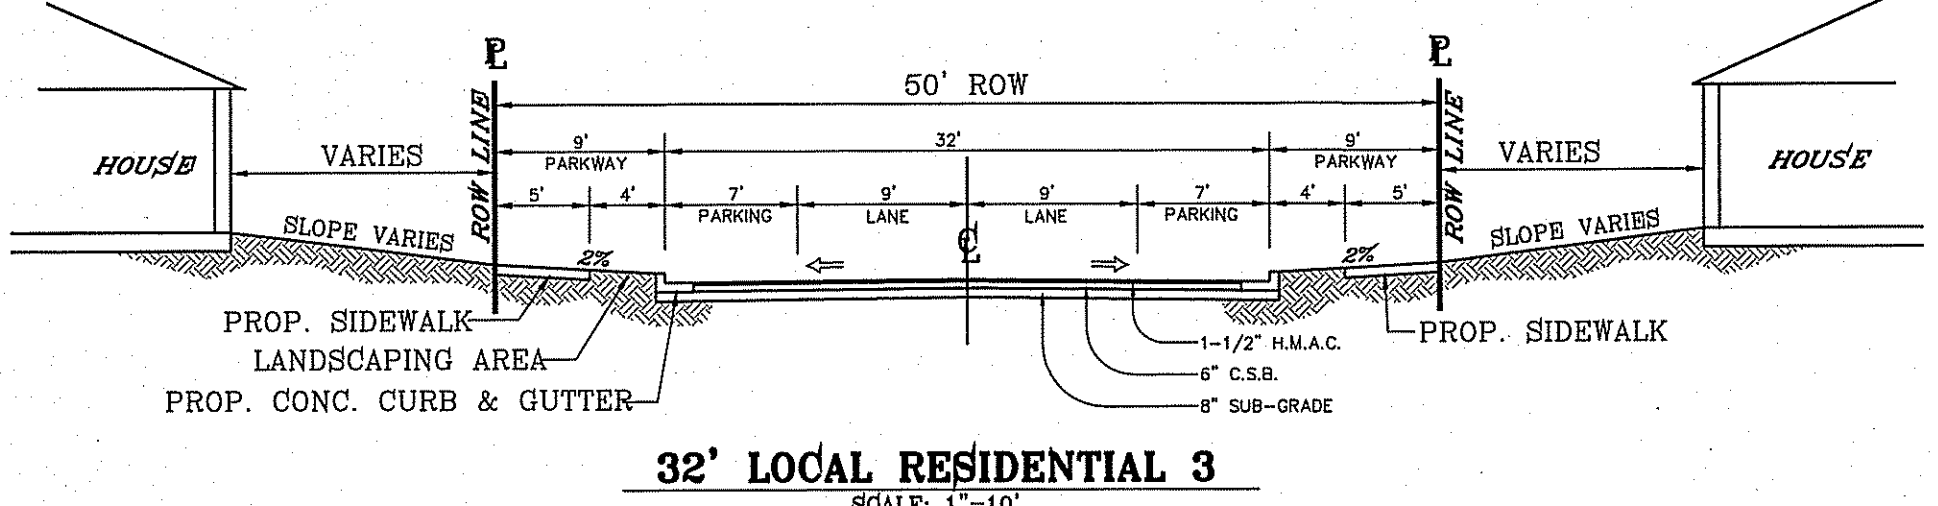 PL
PL
50' ROW
ROW LINE
ROW LINE
9'
PARKWAY
32'
9'
PARKWAY
HOUSE
VARIES
VARIES
HOUSE
5'
4'
7'
PARKING
9'
LANE
9'
LANE
7'
PARKING
4'
5'
SLOPE VARIES
SLOPE VARIES
CL
2%
2%
PROP. SIDEWALK
LANDSCAPING AREA
PROP. CONC. CURB & GUTTER
PROP. SIDEWALK
1-1/2" H.M.A.C.
6" C.S.B.
8" SUB-GRADE
32' LOCAL RESIDENTIAL 3
SCALE: 1"=10'